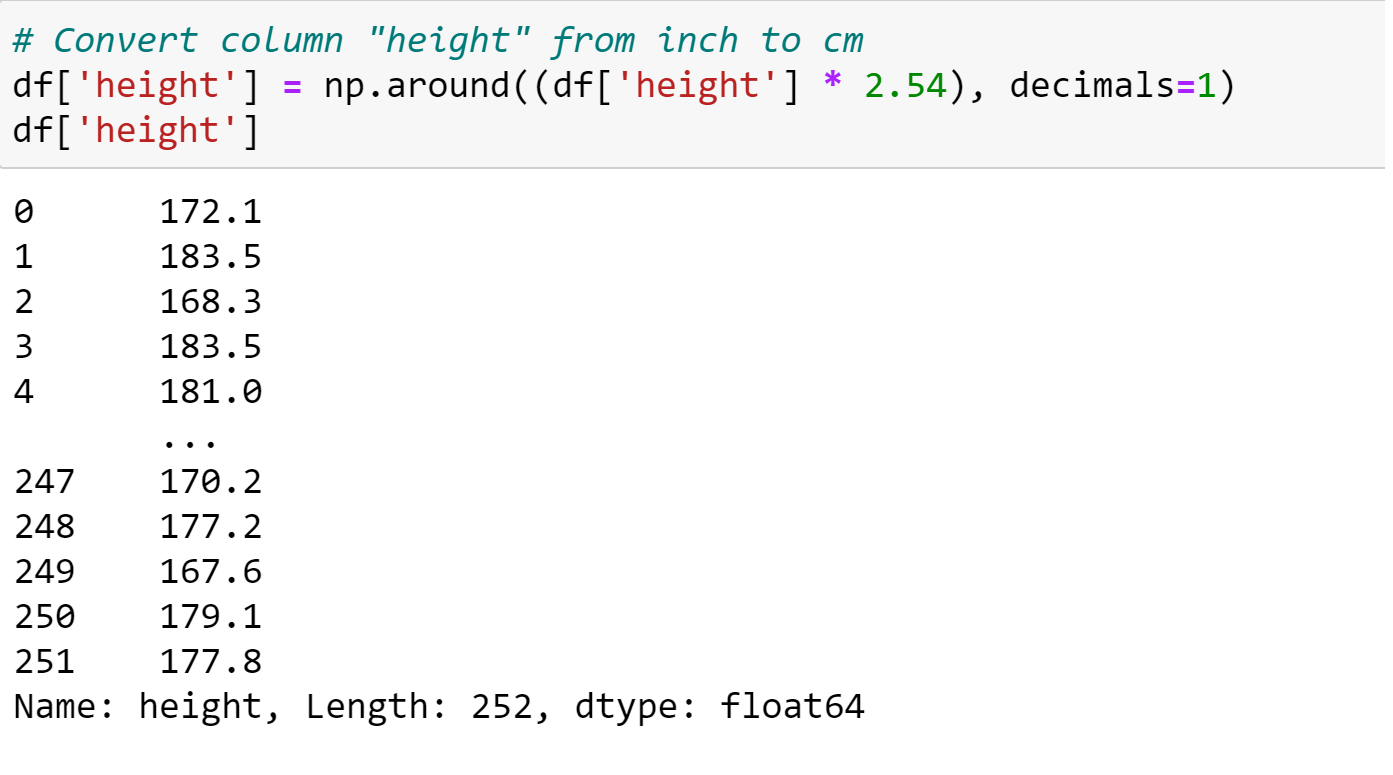 # Convert column "height" from inch to cm
df['height'] = np.around((df['height'] * 2.54), decimals=1)
df['height']
0      172.1
1      183.5
2      168.3
3      183.5
4      181.0
       ...
247    170.2
248    177.2
249    167.6
250    179.1
251    177.8
Name: height, Length: 252, dtype: float64